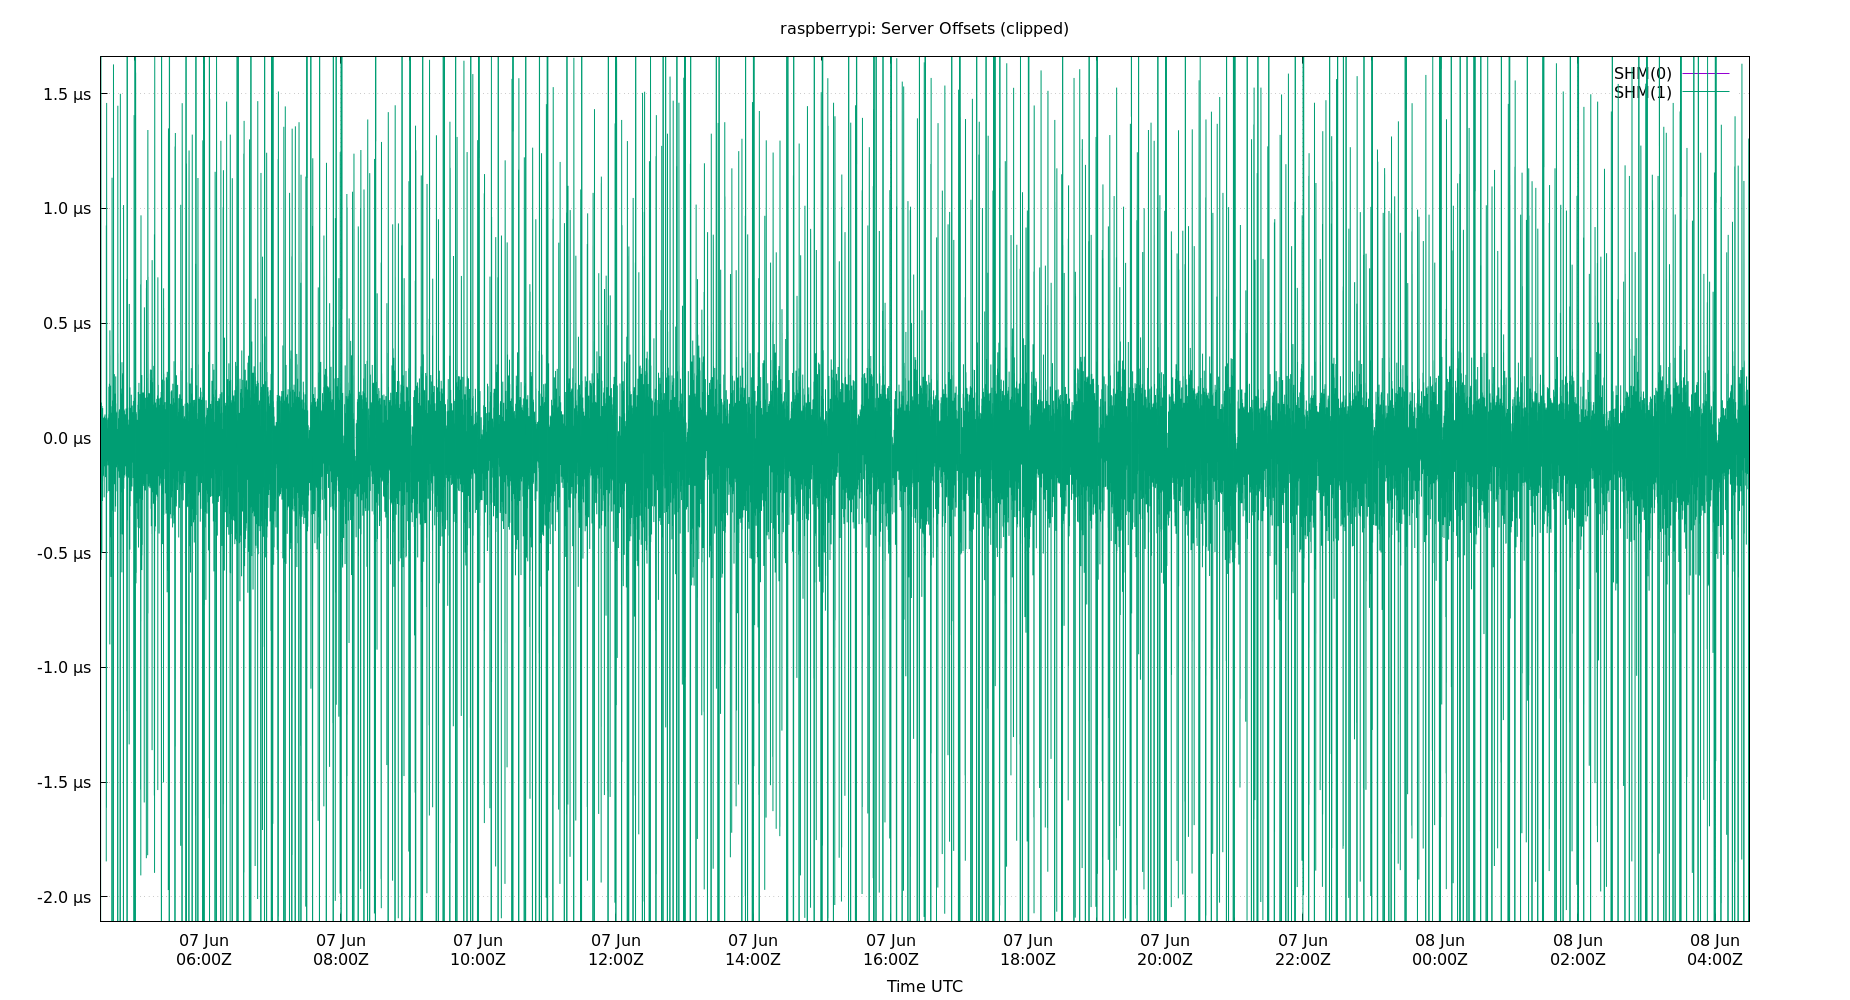 raspberrypi: Server Offsets (clipped)
SHM(0)
SHM(1)
1.5 µs
1.0 µs
0.5 µs
0.0 µs
-0.5 µs
-1.0 µs
-1.5 µs
-2.0 µs
07 Jun 07 Jun 07 Jun 07 Jun 07 Jun 07 Jun 07 Jun 07 Jun 07 Jun 08 Jun 08 Jun 08 Jun
06:00Z 08:00Z 10:00Z 12:00Z 14:00Z 16:00Z 18:00Z 20:00Z 22:00Z 00:00Z 02:00Z 04:00Z
Time UTC